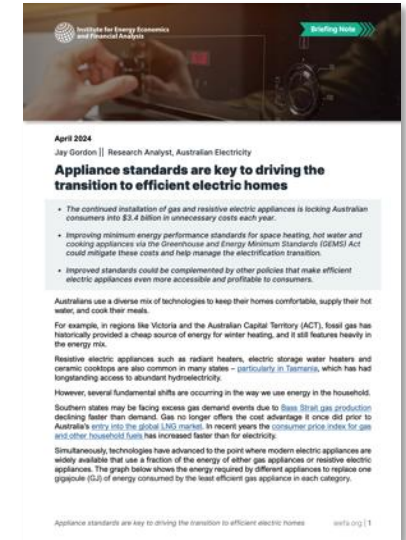 Institute for Energy Economics
and Financial Analysis
Briefing Note
April 2024
Jay Gordon || Research Analyst, Australian Electricity
Appliance standards are key to driving the
transition to efficient electric homes
• The continued installation of gas and resistive electric appliances is locking Australian
consumers into $3.4 billion in unnecessary costs each year.
• Improving minimum energy performance standards for space heating, hot water and
cooking appliances via the Greenhouse and Energy Minimum Standards (GEMS) Act
could mitigate these costs and help manage the electrification transition.
• Improved standards could be complemented by other policies that make efficient
electric appliances even more accessible and profitable to consumers.
Australians use a diverse mix of technologies to keep their homes comfortable, supply their hot
water, and cook their meals.
For example, in regions like Victoria and the Australian Capital Territory (ACT), fossil gas has
historically provided a cheap source of energy for winter heating, and it still features heavily in
the energy mix.
Resistive electric appliances such as radiant heaters, electric storage water heaters and
ceramic cooktops are also common in many states – particularly in Tasmania, which has had
longstanding access to abundant hydroelectricity.
However, several fundamental shifts are occurring in the way we use energy in the household.
Southern states may be facing excess gas demand events due to Bass Strait gas production
declining faster than demand. Gas no longer offers the cost advantage it once did prior to
Australia's entry into the global LNG market. In recent years the consumer price index for gas
and other household fuels has increased faster than for electricity.
Simultaneously, technologies have advanced to the point where modern electric appliances are
widely available that use a fraction of the energy of either gas appliances or resistive electric
appliances. The graph below shows the energy required by different appliances to replace one
gigajoule (GJ) of energy consumed by the least efficient gas appliance in each category.
Appliance standards are key to driving the transition to efficient electric homes
ieefa.org | 1